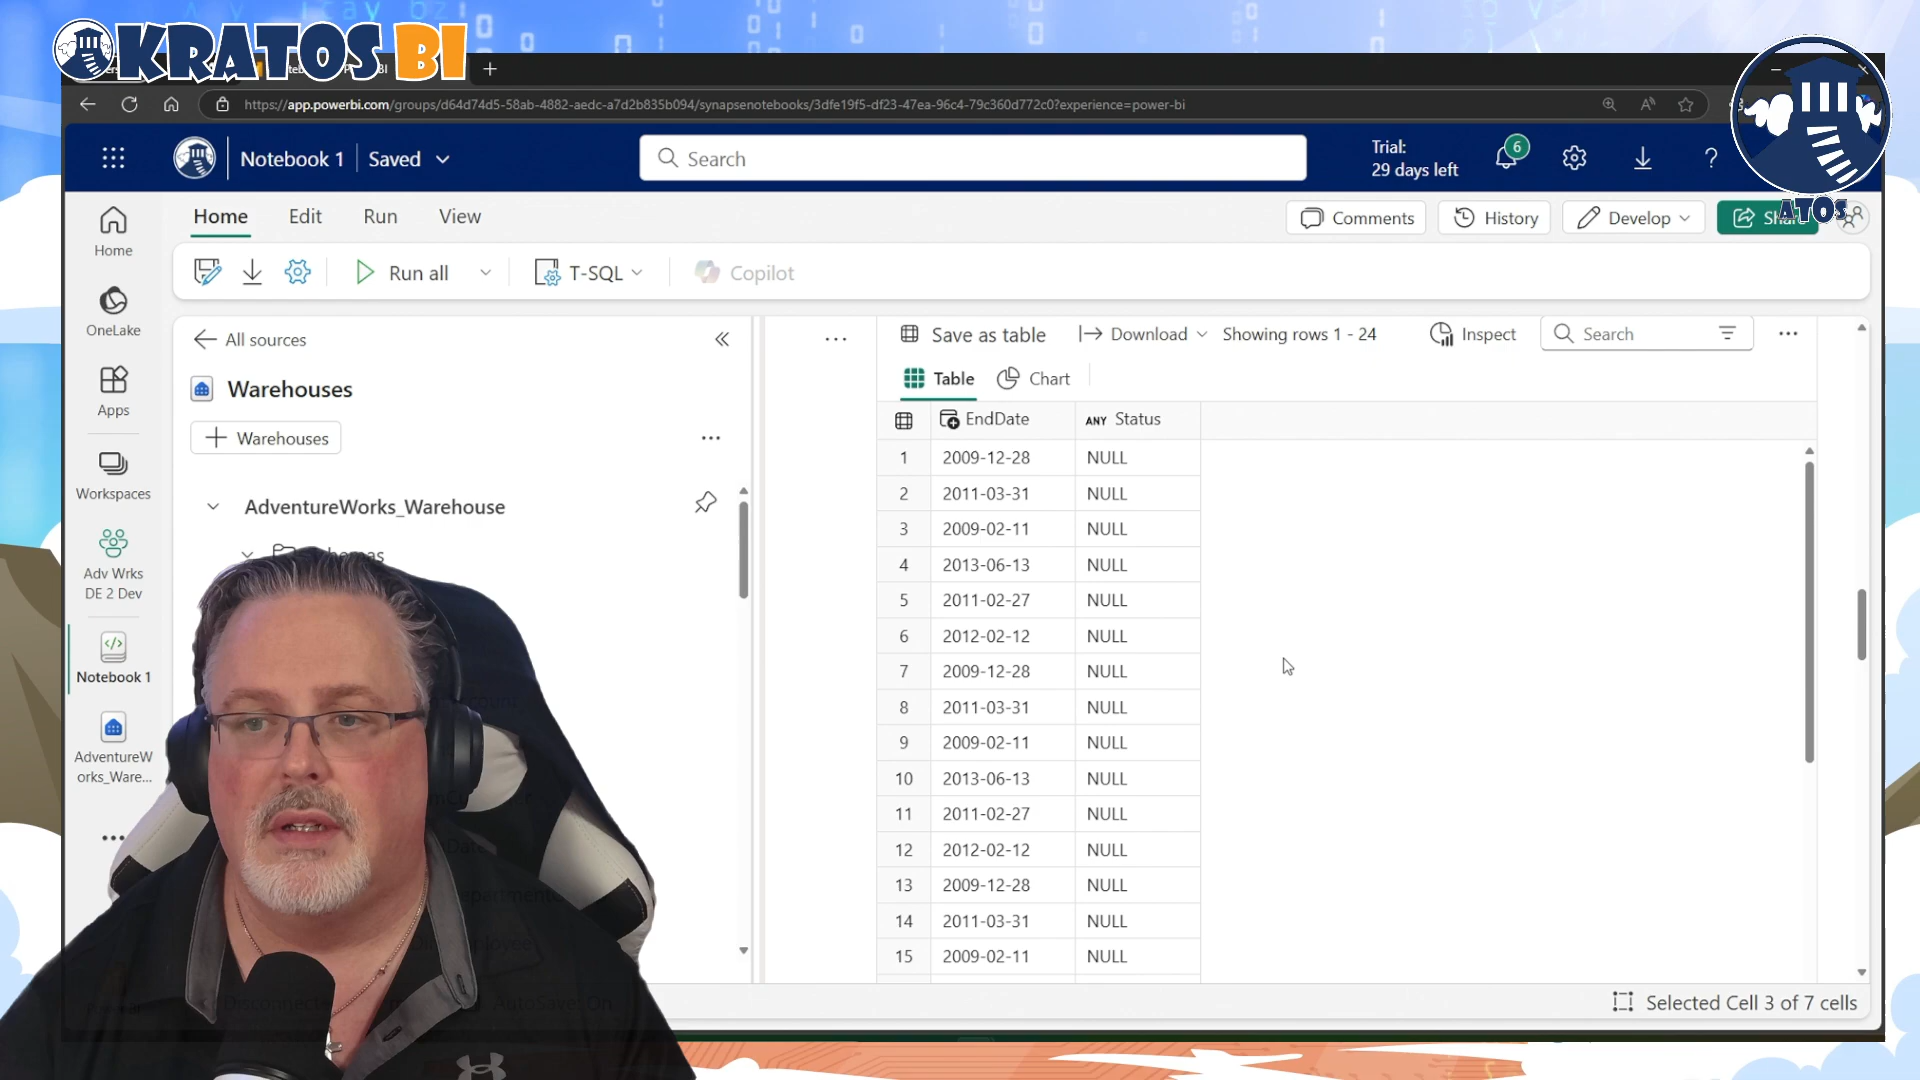 KRATOS BI
https://app.powerbi.com/groups/d64d74d5-58ab-4882-aedc-a7d2b835b094/synapsenotebooks/3dfe19f5-df23-47ea-96c4-79c360d772c0?experience=power-bi
Notebook 1 Saved
Search
Trial:
29 days left
6
?
ATOS
Home Edit Run View
Comments History Develop
Run all T-SQL Copilot
Home
OneLake
Apps
Workspaces
Adv Wrks
DE 2 Dev
Notebook 1
AdventureW
orks_Ware...
All sources
Warehouses
Warehouses
AdventureWorks_Warehouse
Save as table Download Showing rows 1 - 24 Inspect Search
Table Chart
EndDate ANY Status
1 2009-12-28 NULL
2 2011-03-31 NULL
3 2009-02-11 NULL
4 2013-06-13 NULL
5 2011-02-27 NULL
6 2012-02-12 NULL
7 2009-12-28 NULL
8 2011-03-31 NULL
9 2009-02-11 NULL
10 2013-06-13 NULL
11 2011-02-27 NULL
12 2012-02-12 NULL
13 2009-12-28 NULL
14 2011-03-31 NULL
15 2009-02-11 NULL
AutoSave: On
Selected Cell 3 of 7 cells